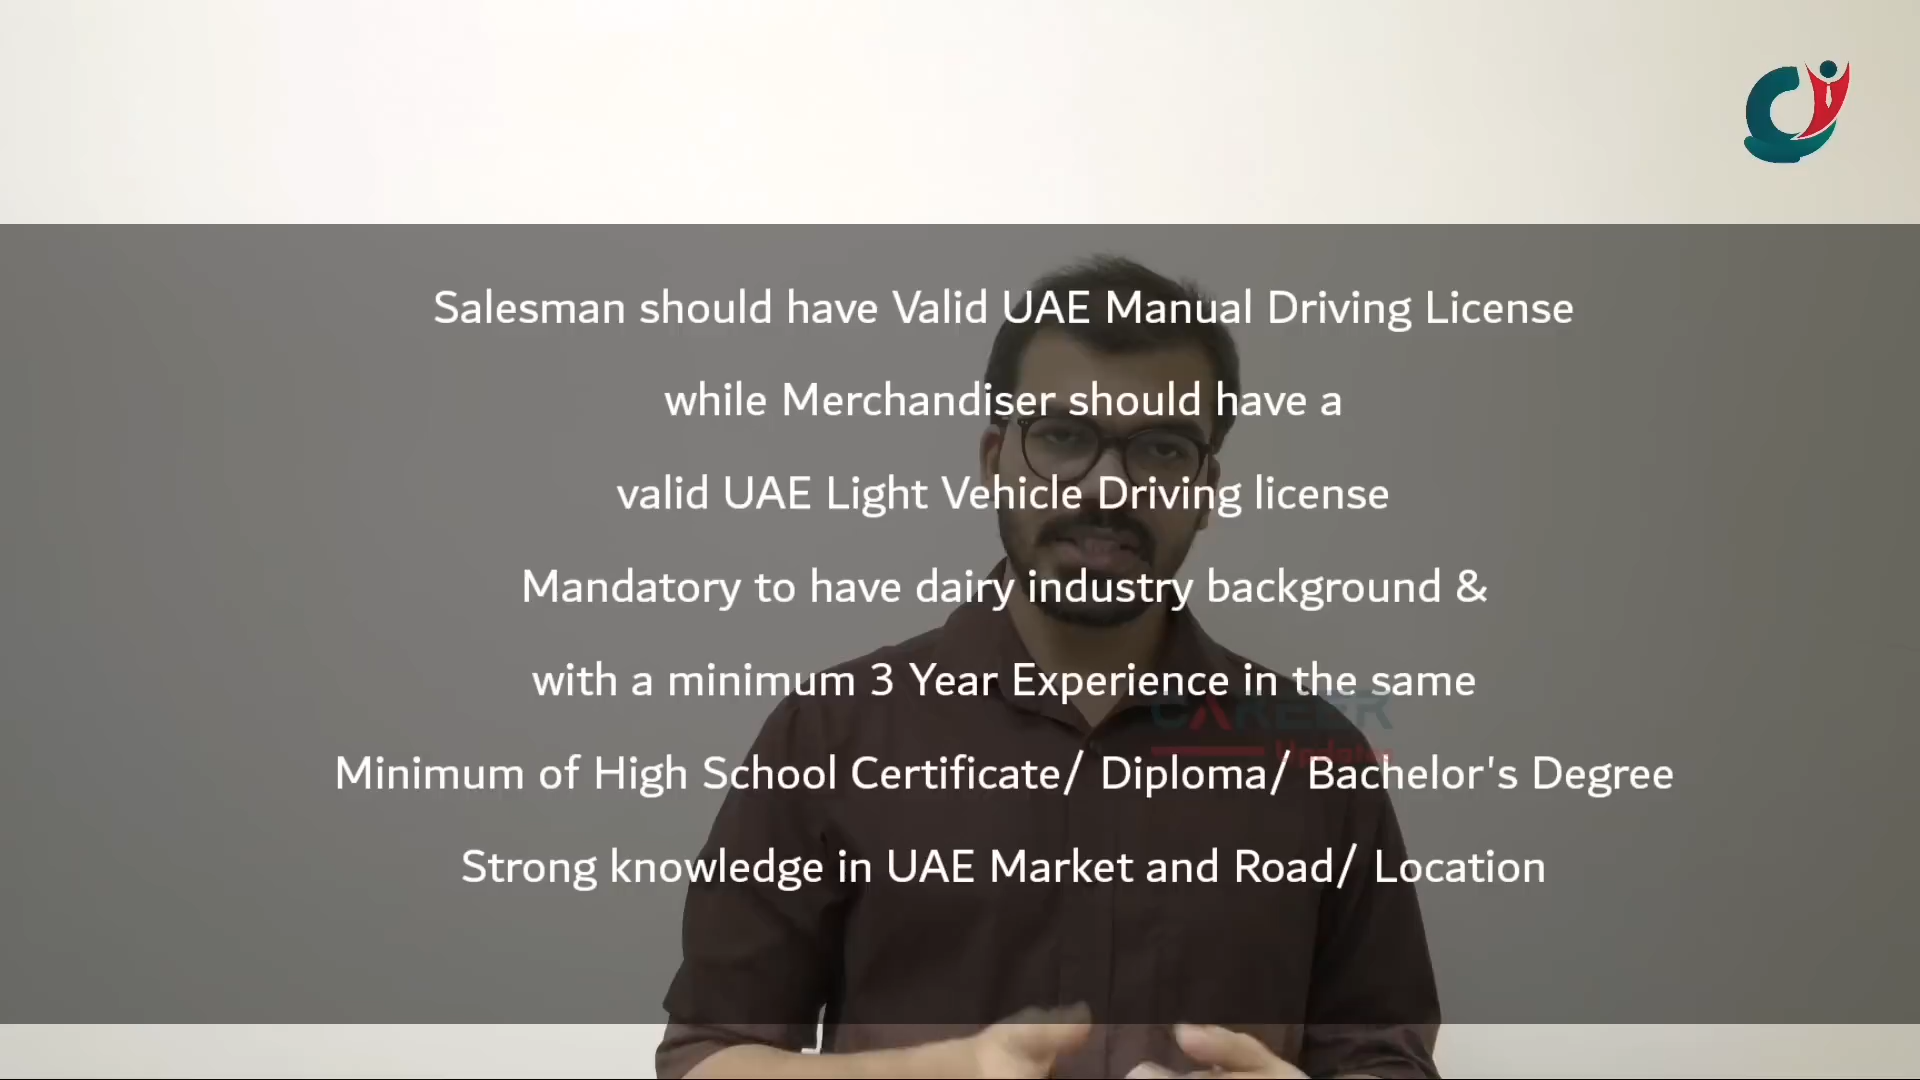 Salesman should have Valid UAE Manual Driving License
while Merchandiser should have a
valid UAE Light Vehicle Driving license
Mandatory to have dairy industry background &
with a minimum 3 Year Experience in the same
CAREER
Updates
Minimum of High School Certificate/ Diploma/ Bachelor's Degree
Strong knowledge in UAE Market and Road/ Location